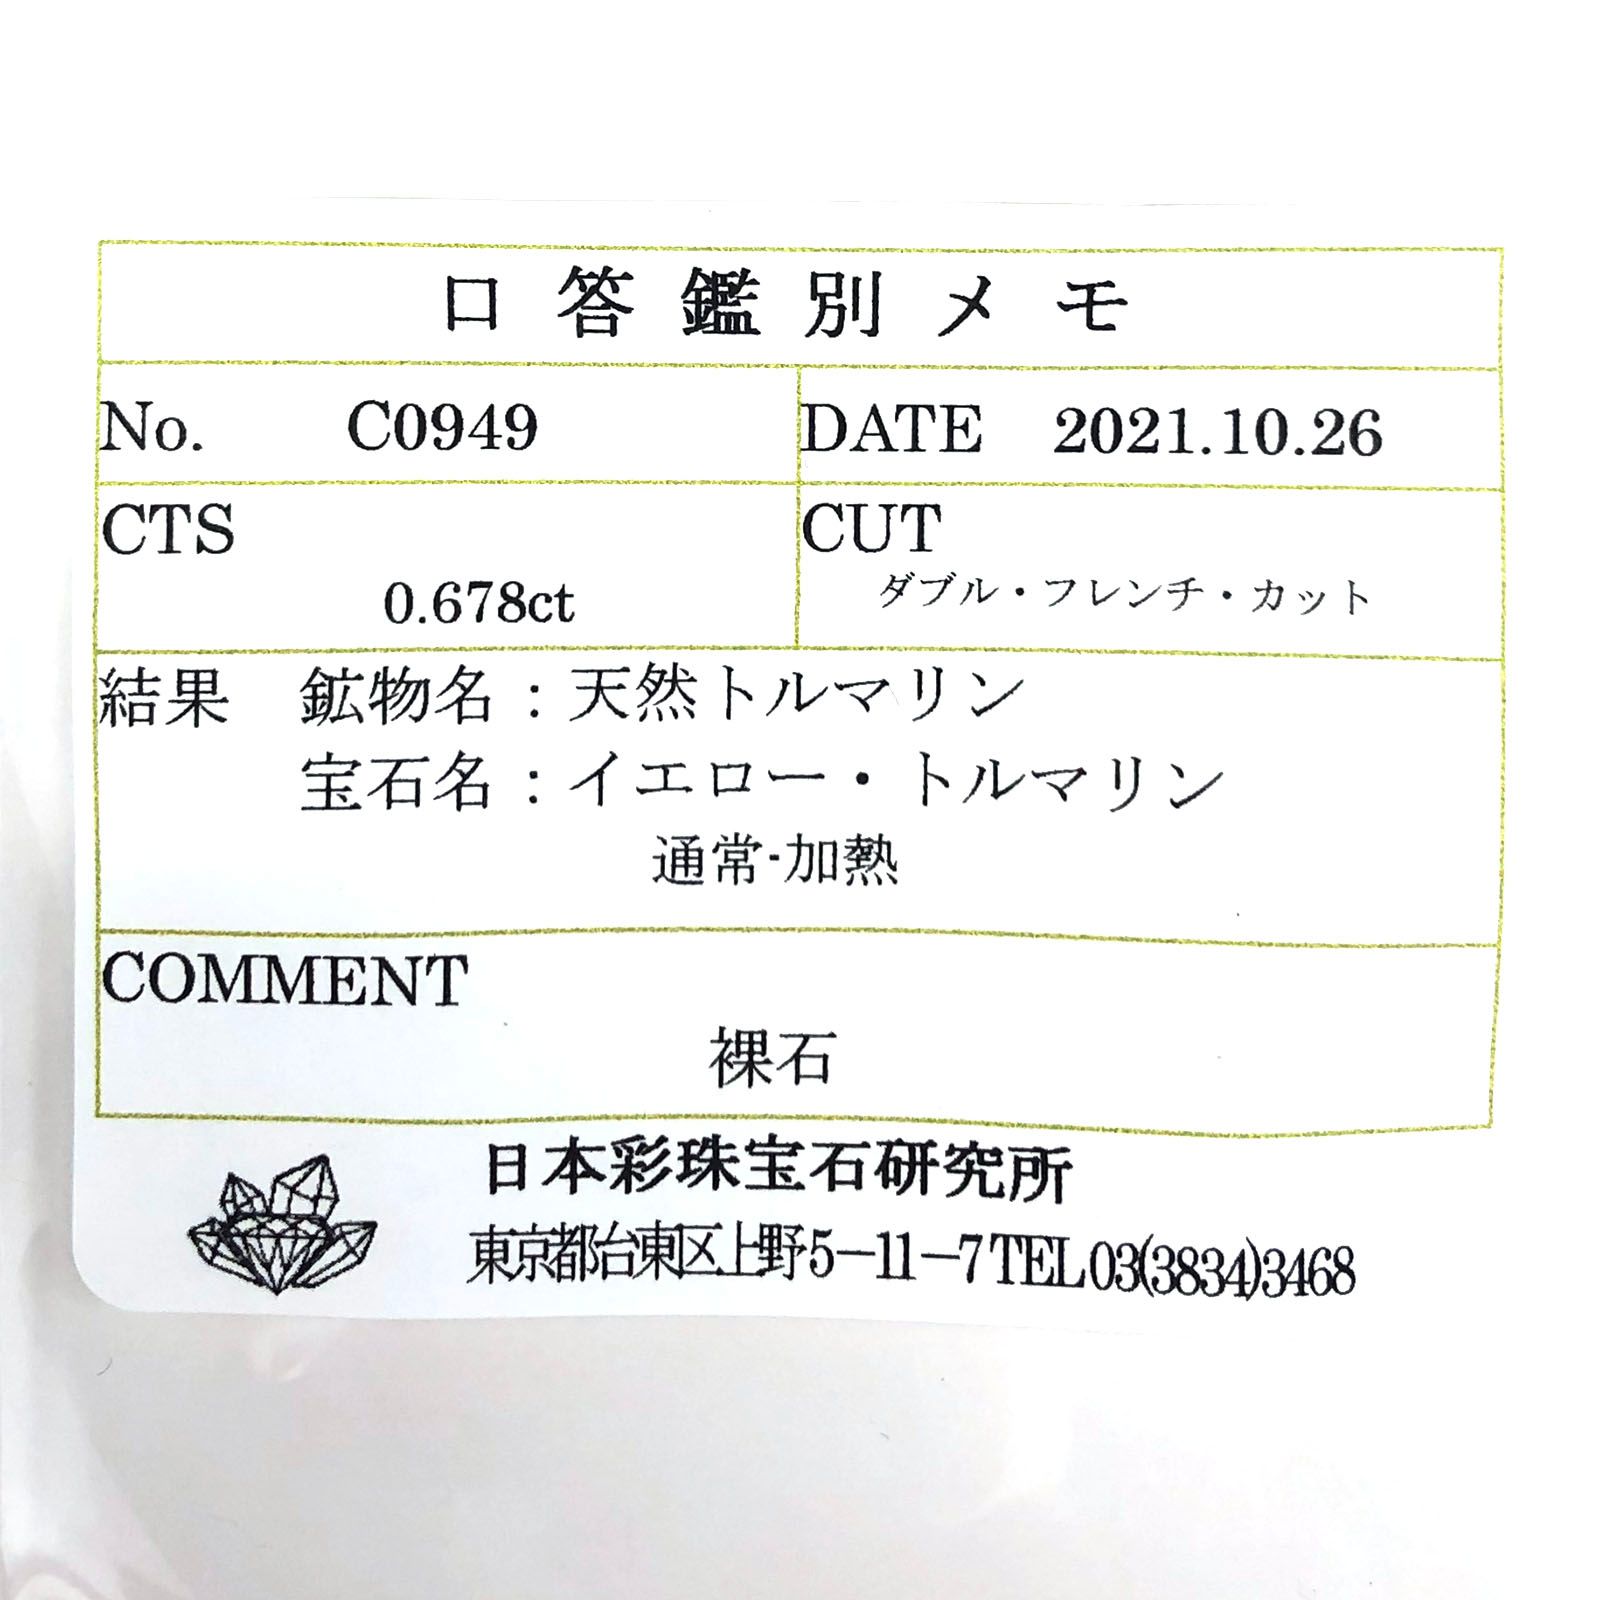 口答鑑別メモ
No. C0949 DATE 2021.10.26
CTS CUT
0.678ct ダブル・フレンチ・カット
結果 鉱物名：天然トルマリン
宝石名：イエロー・トルマリン
通常-加熱
COMMENT
裸石
日本彩珠宝石研究所
東京都台東区上野5－11－7 TEL 03(3834)3468